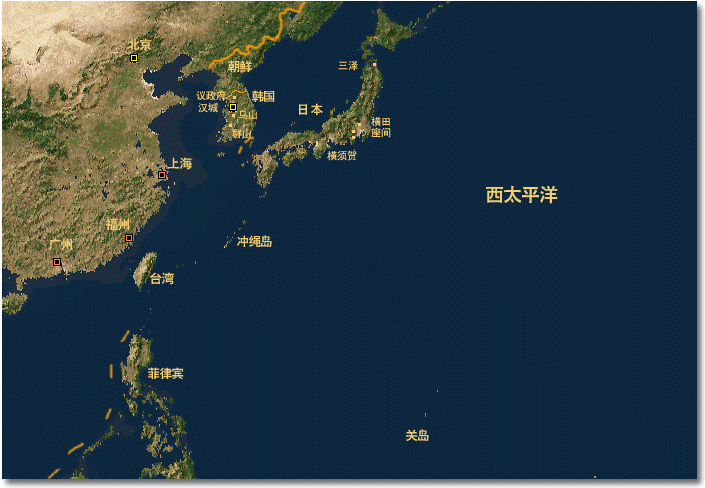 北京
朝鲜
三泽
议政府
韩国
汉城
乌山
日本
横田
座间
群山
横须贺
上海
西太平洋
福州
冲绳岛
广州
台湾
菲律宾
关岛